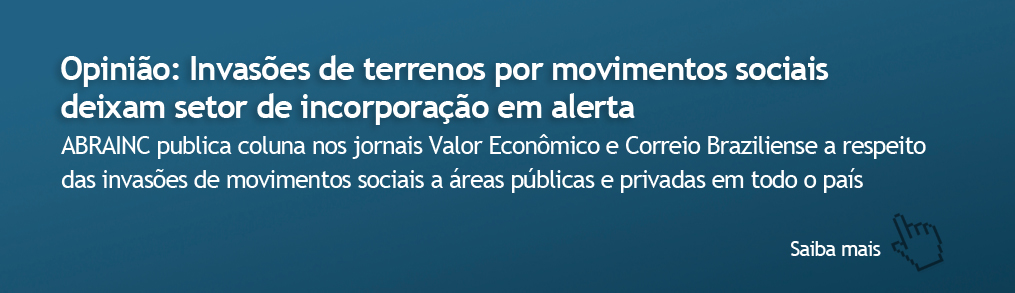 Opinião: Invasões de terrenos por movimentos sociais
deixam setor de incorporação em alerta
ABRAINC publica coluna nos jornais Valor Econômico e Correio Braziliense a respeito
das invasões de movimentos sociais a áreas públicas e privadas em todo o país
Saiba mais